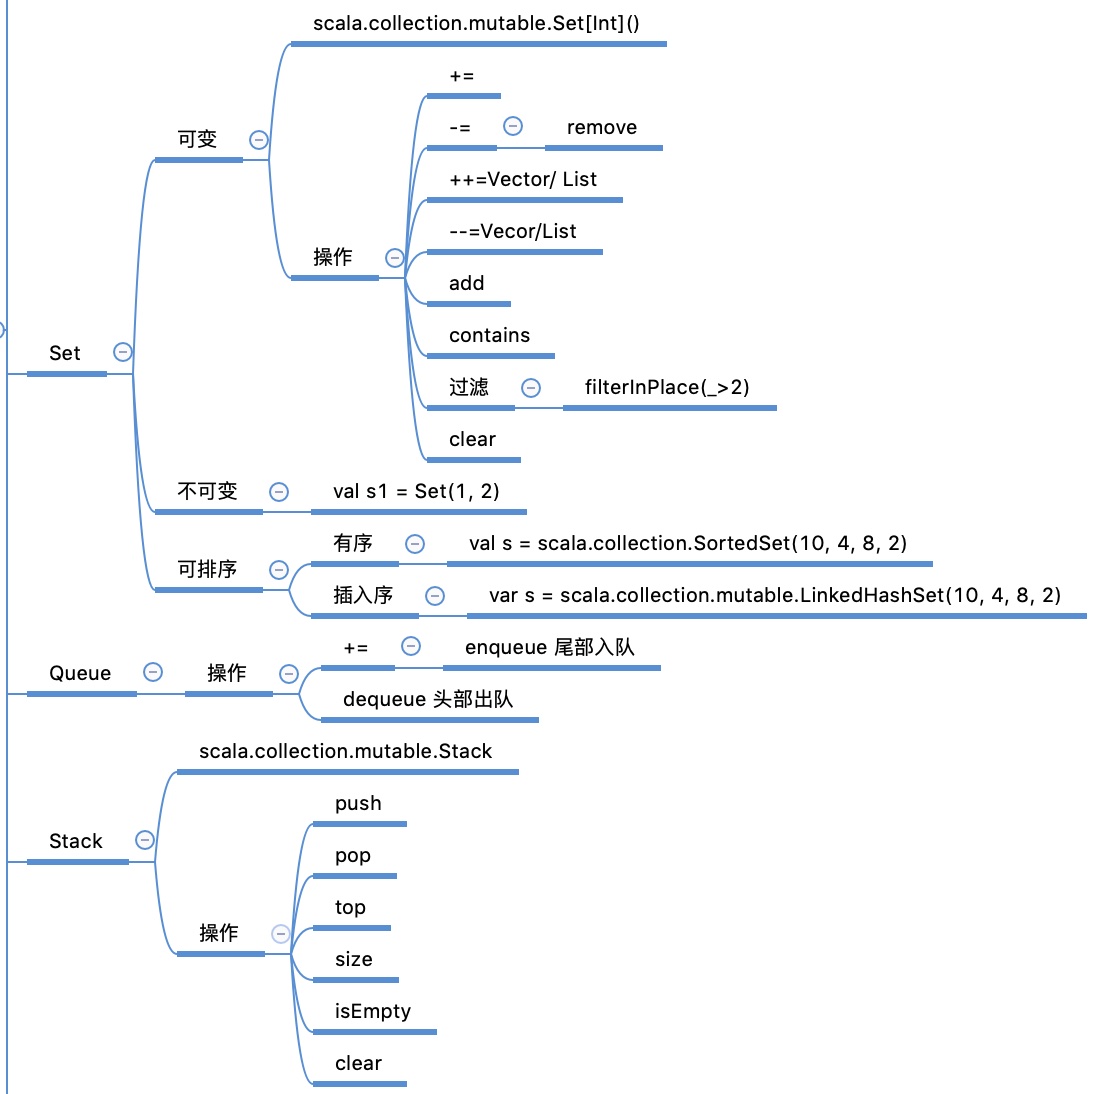 scala.collection.mutable.Set[Int]()
+=
-=
remove
可变
++=Vector/ List
--=Vecor/List
操作
add
contains
Set
过滤
filterInPlace(_>2)
clear
不可变
val s1 = Set(1, 2)
有序
val s = scala.collection.SortedSet(10, 4, 8, 2)
可排序
插入序
var s = scala.collection.mutable.LinkedHashSet(10, 4, 8, 2)
+=
enqueue 尾部入队
Queue
操作
dequeue 头部出队
scala.collection.mutable.Stack
push
Stack
pop
top
操作
size
isEmpty
clear